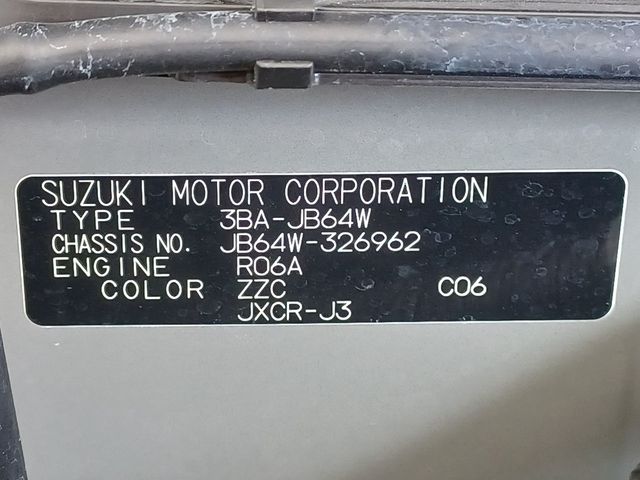 SUZUKI MOTOR CORPORATION
TYPE 3BA-JB64W
CHASSIS NO. JB64W-326962
ENGINE R06A
COLOR ZZC C06
JXCR-J3